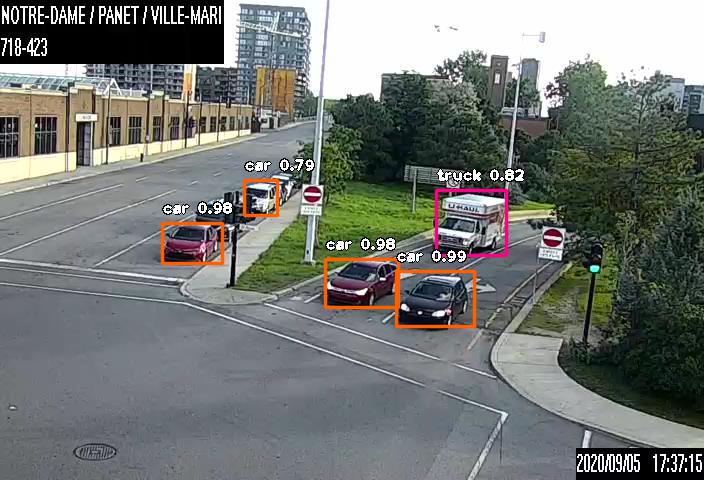 NOTRE-DAME / PANET / VILLE-MARI
718-423
car 0.79
truck 0.82
car 0.98
U-HAUL
car 0.98
car 0.99
2020/09/05 17:37:15